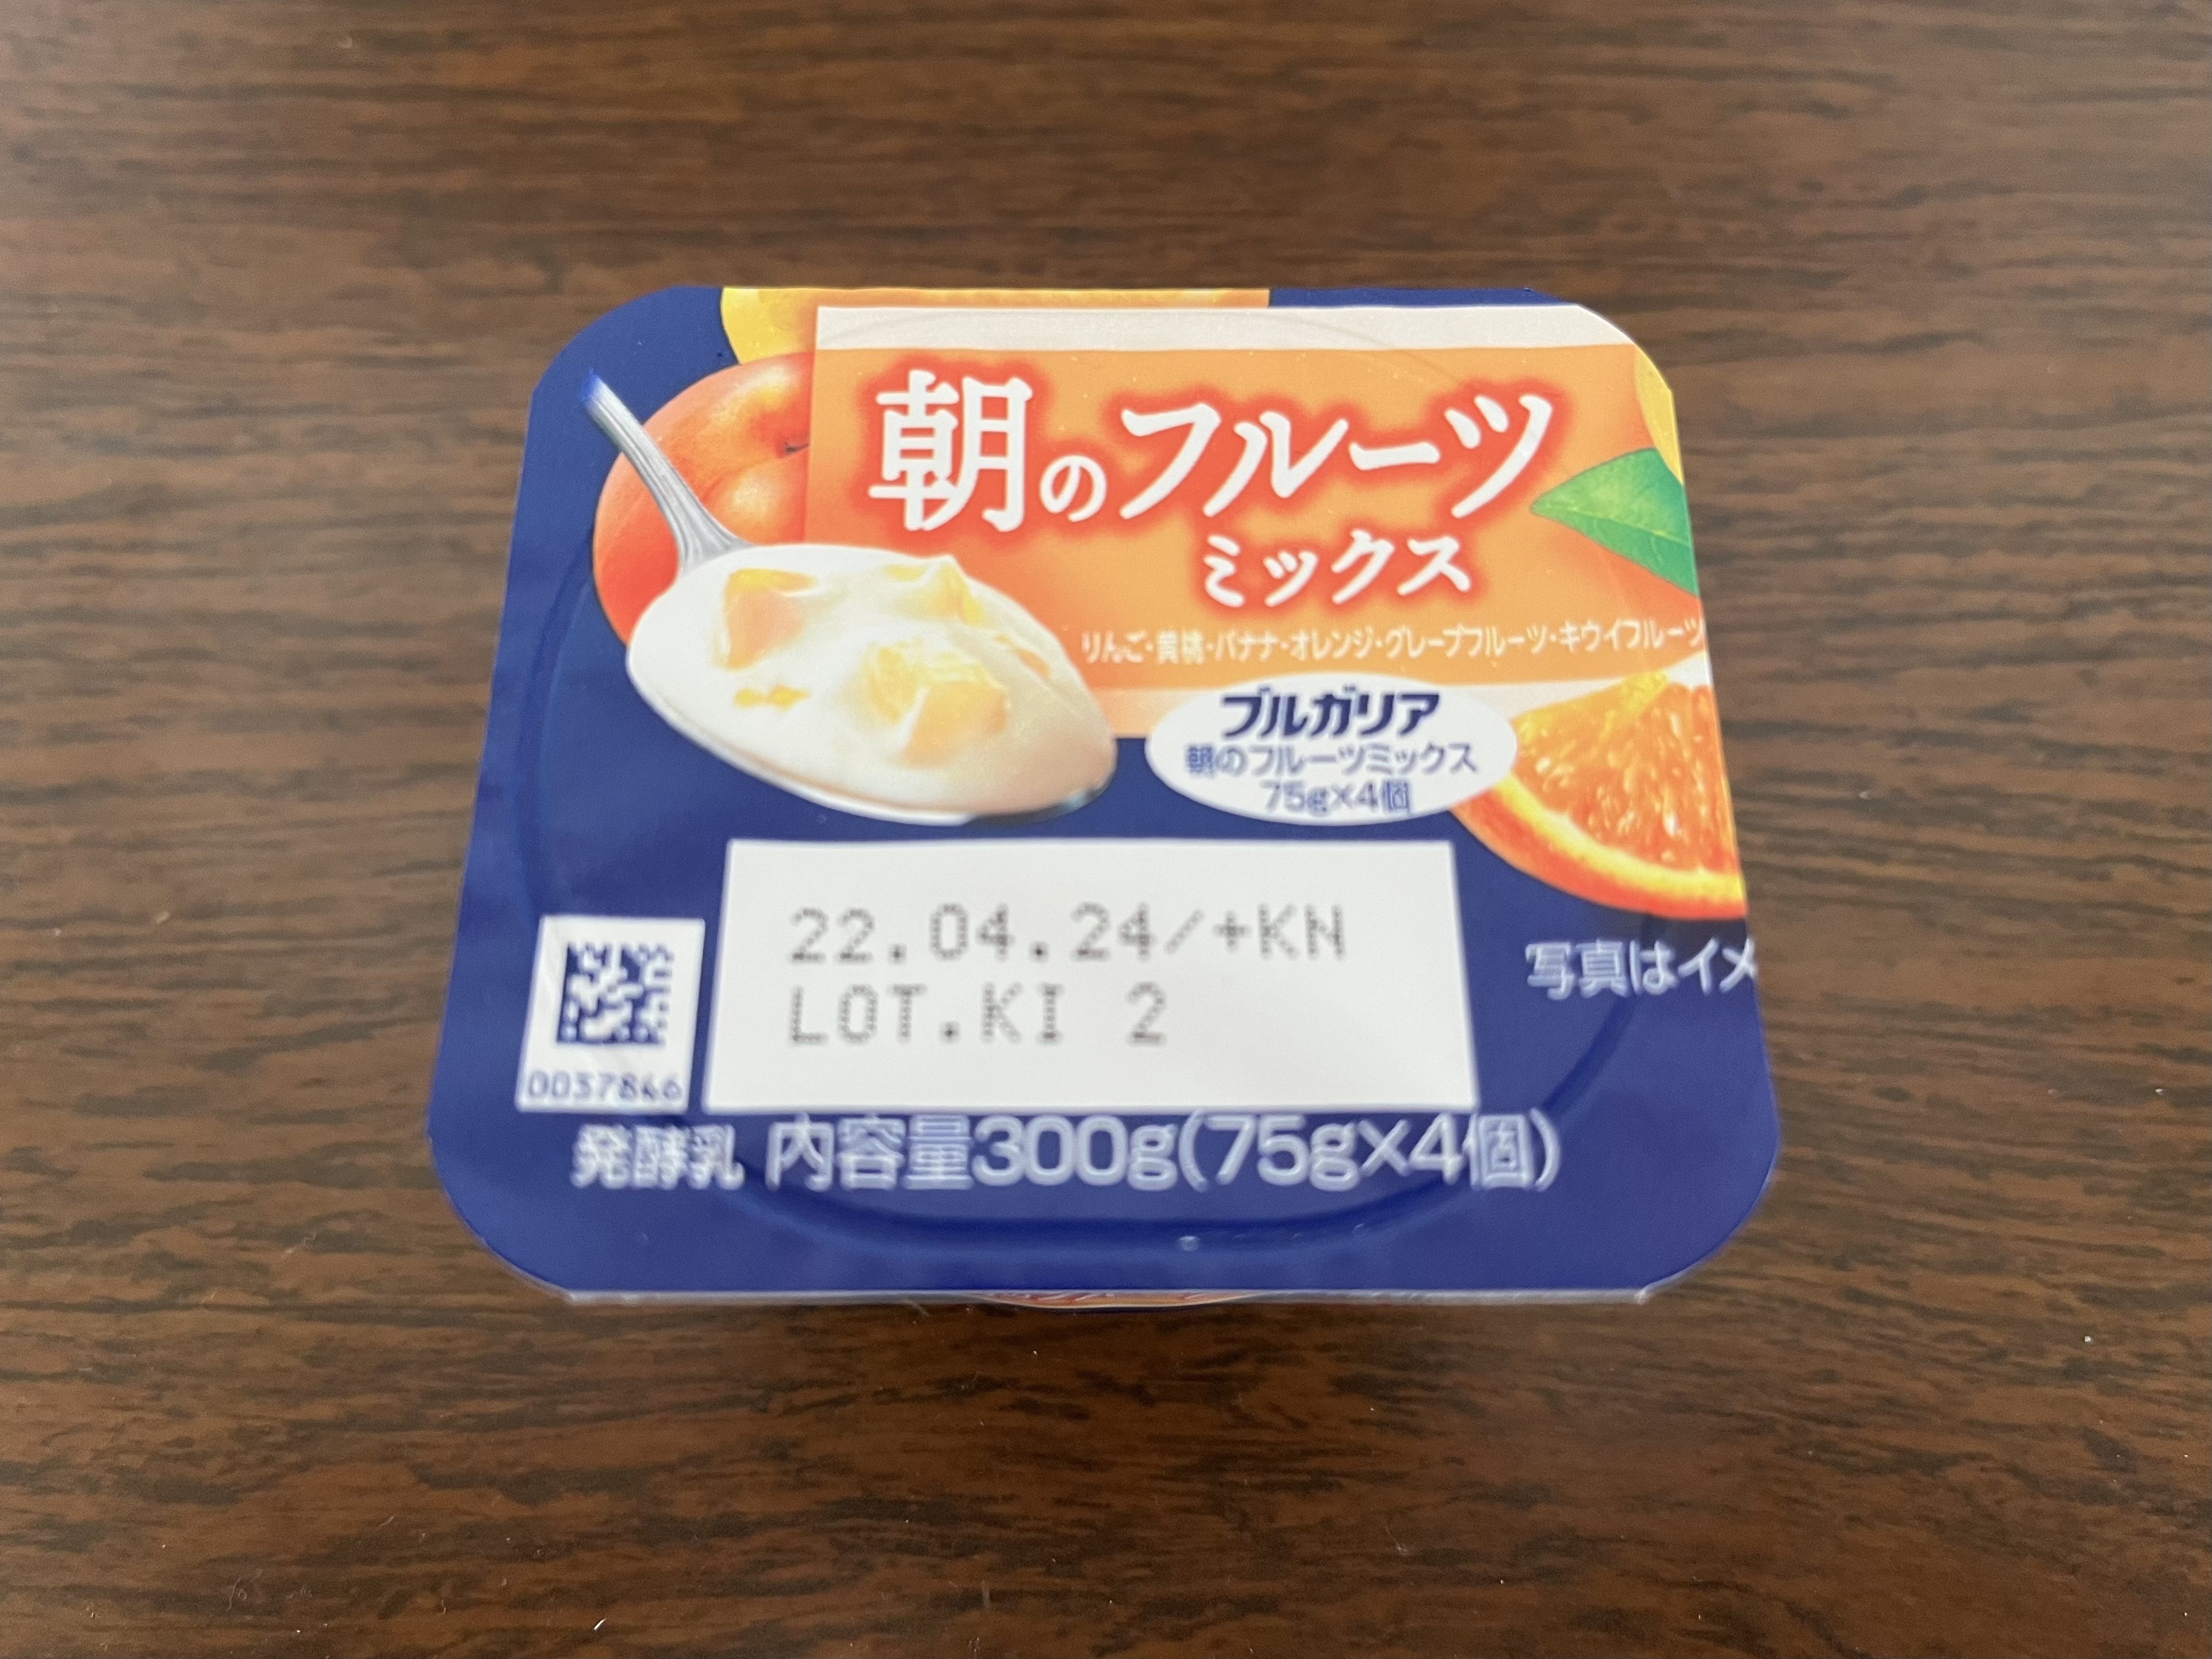 朝のフルーツ
ミックス
りんご・黄桃・バナナ・オレンジ・グレープフルーツ・キウイフルーツ
ブルガリア
朝のフルーツミックス
75g×4個
22.04.24/+KN
LOT.KI 2
写真はイメ
0037846
発酵乳 内容量300g(75g×4個)